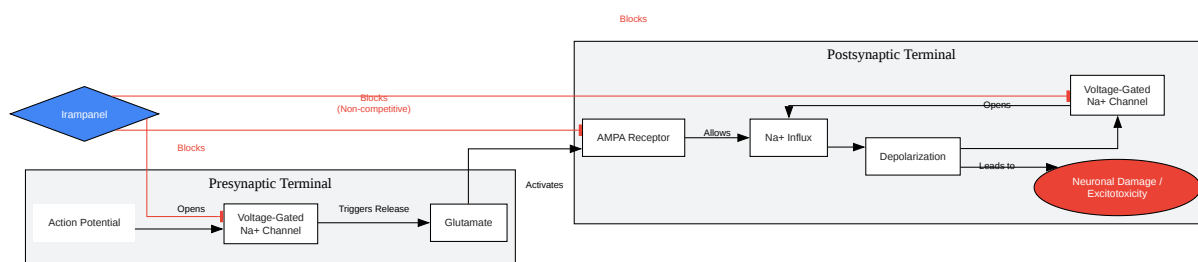 Blocks
Postsynaptic Terminal
Irampanel
Blocks
(Non-competitive)
Voltage-Gated
Na+ Channel
Opens
AMPA Receptor
Allows
Na+ Influx
Depolarization
Leads to
Neuronal Damage /
Excitotoxicity
Blocks
Activates
Presynaptic Terminal
Action Potential
Opens
Voltage-Gated
Na+ Channel
Triggers Release
Glutamate